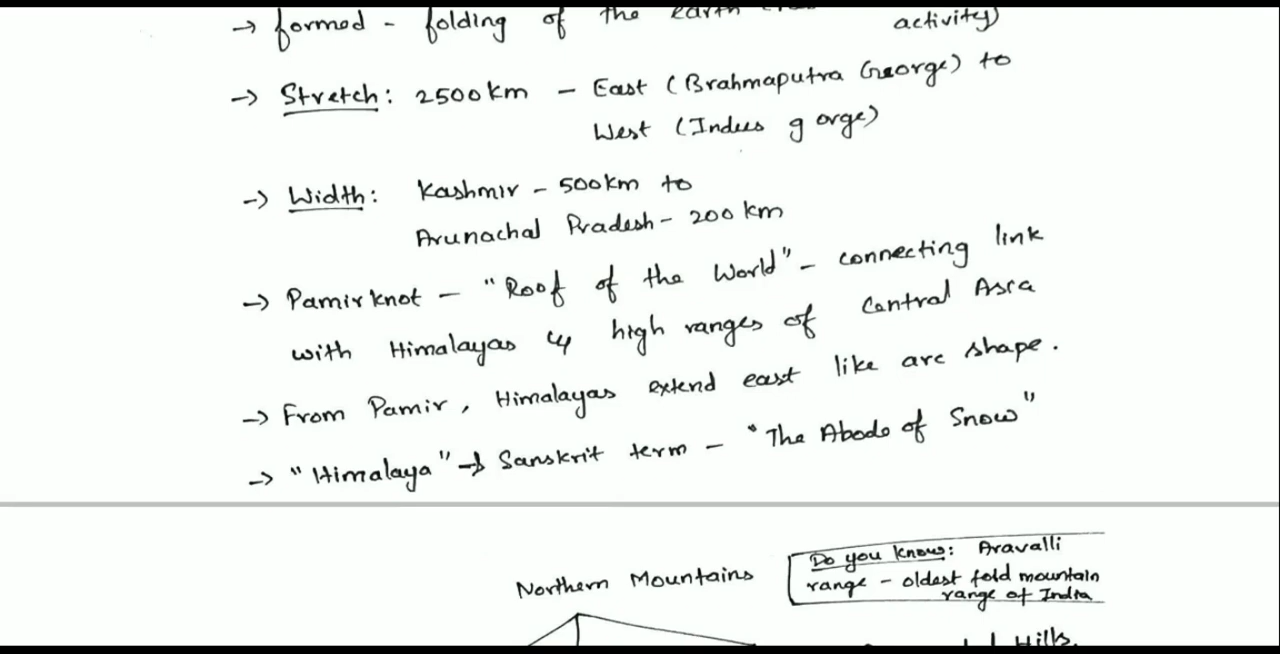 → formed - folding of the earth
activity)
→ Stretch: 2500km - East (Brahmaputra George) to
West (Indus gorge)
→ Width: Kashmir - 500km to
Arunachal Pradesh - 200 km
→ Pamir knot - "Roof of the World" - connecting link
with Himalayas & high ranges of Central Asia
→ From Pamir, Himalayas extend east like arc shape.
→ "Himalaya" → Sanskrit term - "The Abode of Snow"
Northern Mountains
Do you know: Aravalli
range - oldest fold mountain
range of India
Hills.